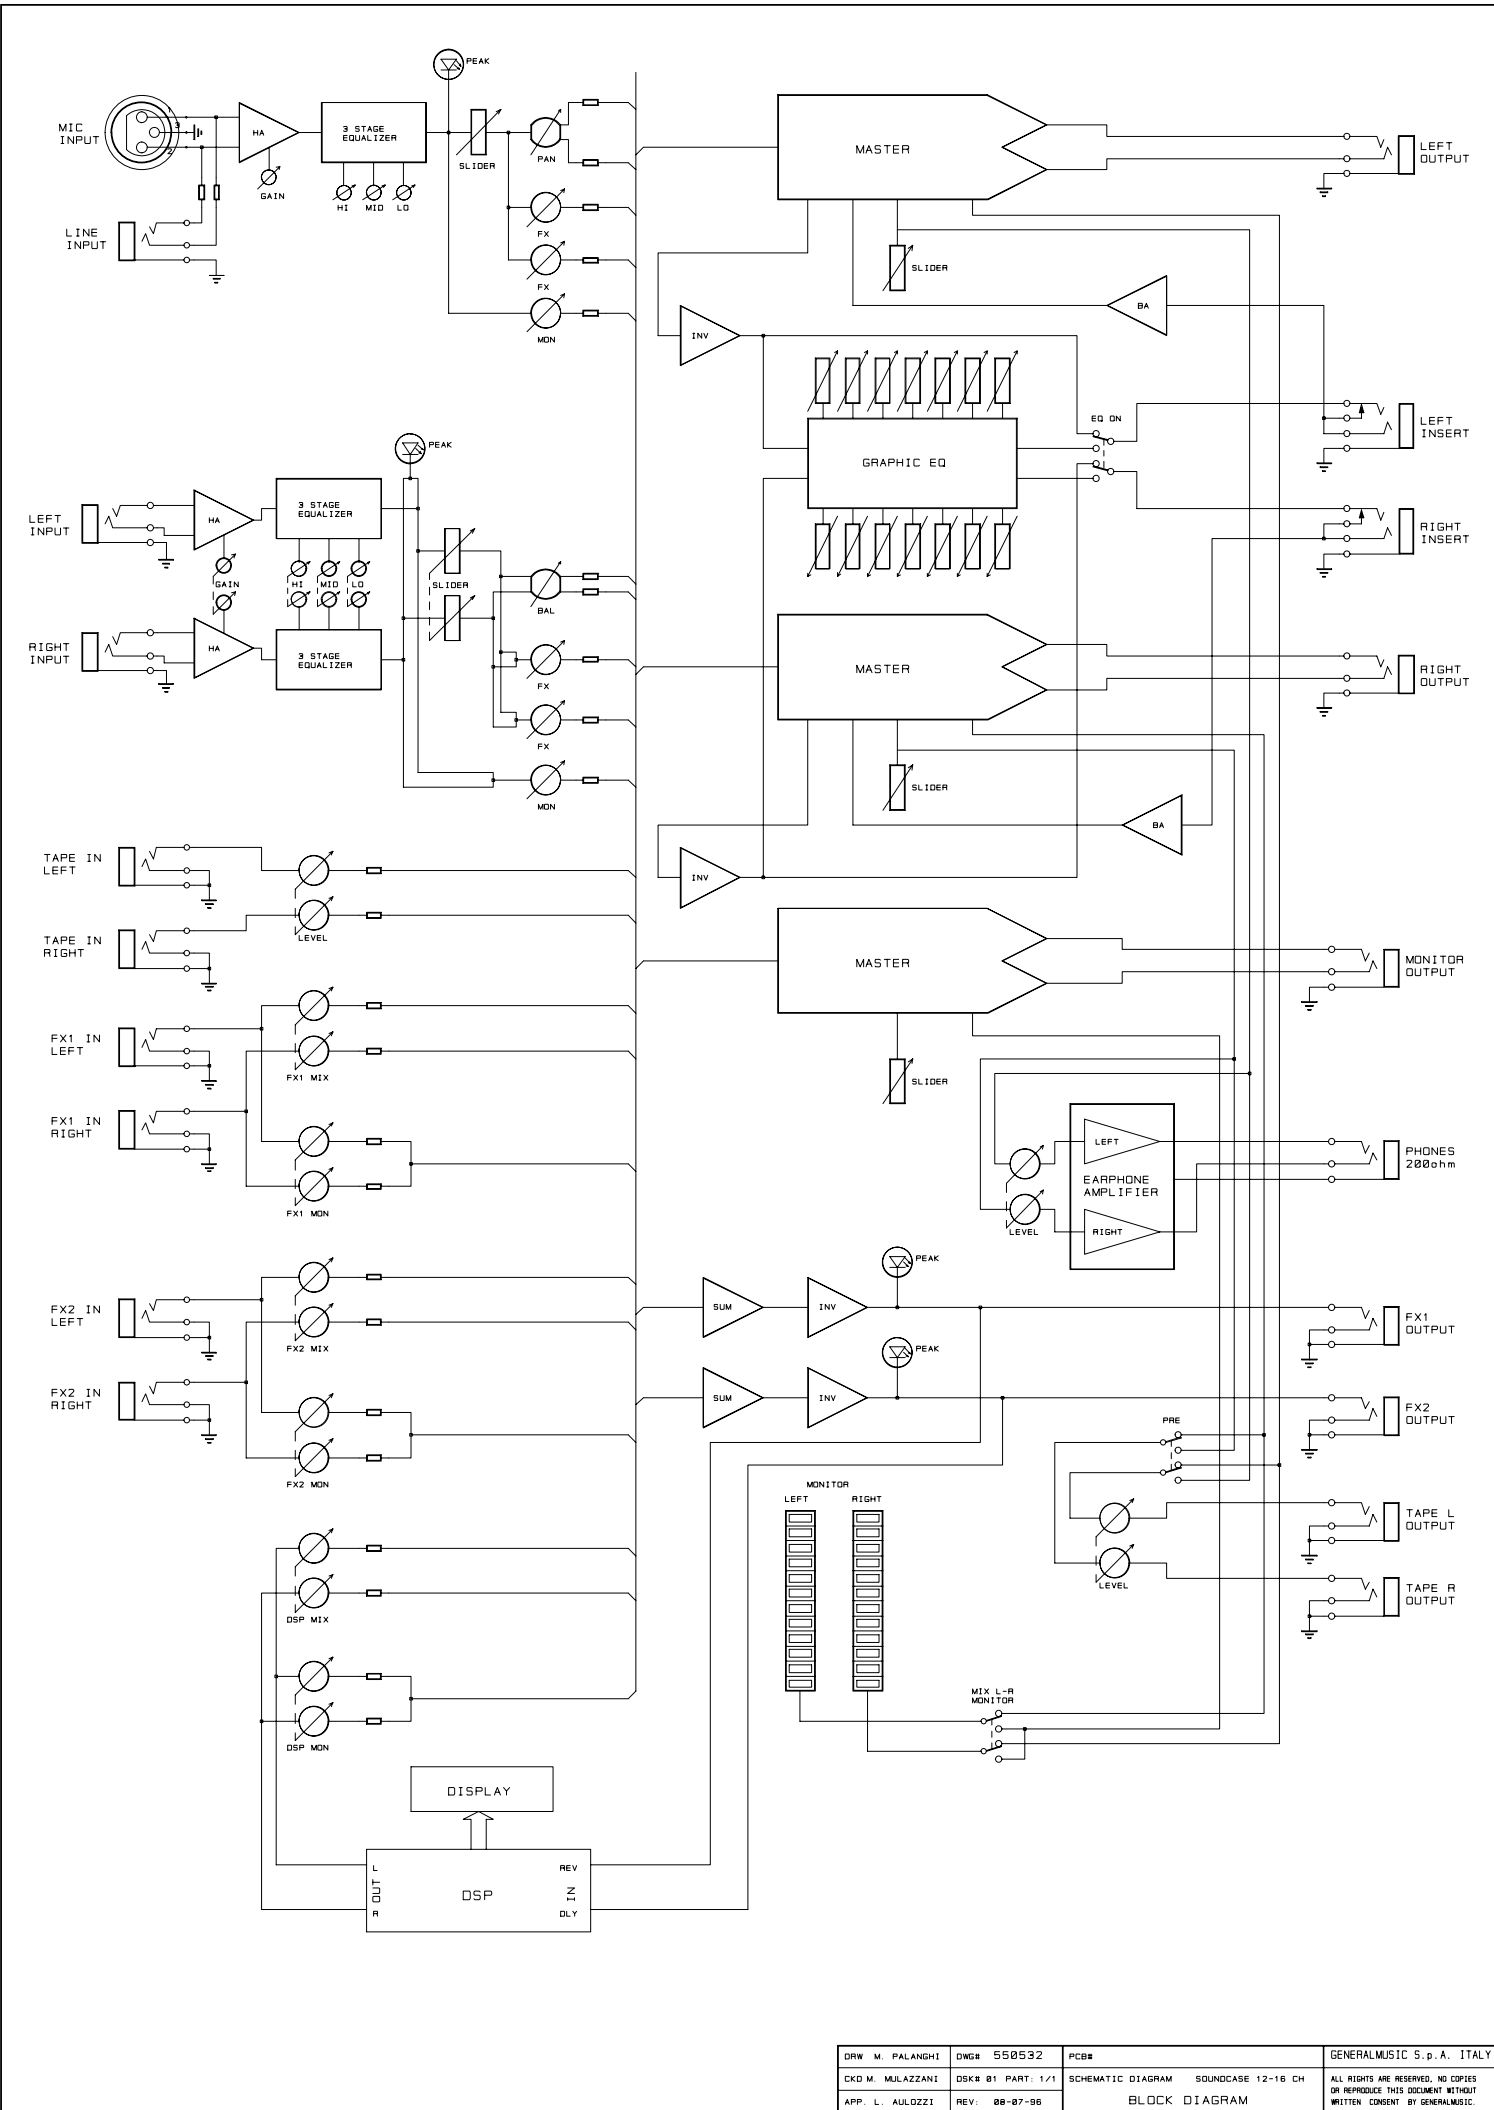 PEAK
MIC
INPUT
1
3
2
HA
3 STAGE
EQUALIZER
SLIDER
PAN
GAIN
HI
MID
LO
FX
LINE
INPUT
FX
MON
MASTER
LEFT
OUTPUT
SLIDER
BA
INV
EQ ON
GRAPHIC EQ
LEFT
INSERT
RIGHT
INSERT
PEAK
LEFT
INPUT
HA
3 STAGE
EQUALIZER
GAIN
HI
MID
LO
SLIDER
BAL
RIGHT
INPUT
HA
3 STAGE
EQUALIZER
FX
FX
MON
MASTER
RIGHT
OUTPUT
SLIDER
BA
INV
TAPE IN
LEFT
TAPE IN
RIGHT
LEVEL
MASTER
MONITOR
OUTPUT
SLIDER
FX1 IN
LEFT
FX1 MIX
FX1 IN
RIGHT
FX1 MON
LEFT
EARPHONE
AMPLIFIER
RIGHT
LEVEL
PHONES
200ohm
FX2 IN
LEFT
FX2 MIX
FX2 IN
RIGHT
FX2 MON
SUM
INV
PEAK
FX1
OUTPUT
SUM
INV
PEAK
FX2
OUTPUT
PRE
MONITOR
LEFT
RIGHT
TAPE L
OUTPUT
LEVEL
TAPE R
OUTPUT
DSP MIX
DSP MON
MIX L-R
MONITOR
DISPLAY
L
OUT
R
DSP
REV
IN
DLY
DRW M. PALANGHI
DWG# 550532
PCB#
GENERALMUSIC S.p.A. ITALY
CKD M. MULAZZANI
DSK# 01 PART: 1/1
SCHEMATIC DIAGRAM SOUNDCASE 12-16 CH
ALL RIGHTS ARE RESERVED, NO COPIES
OR REPRODUCE THIS DOCUMENT WITHOUT
WRITTEN CONSENT BY GENERALMUSIC.
APP. L. AULOZZI
REV: 08-07-96
BLOCK DIAGRAM